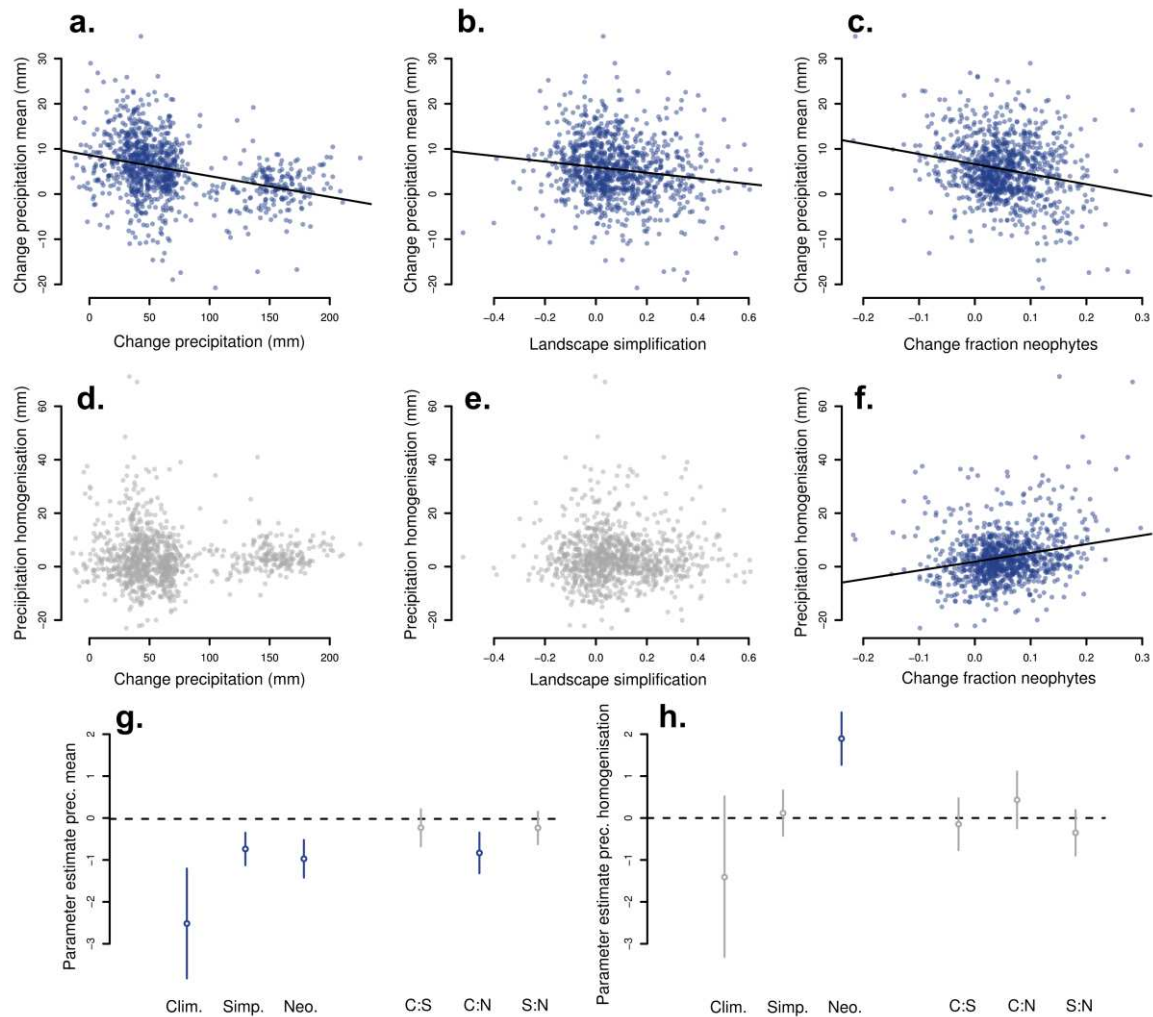 a.
Change precipitation mean (mm)
30
20
10
0
−10
−20
0 50 100 150 200
Change precipitation (mm)
b.
Change precipitation mean (mm)
30
20
10
0
−10
−20
−0.4 −0.2 0.0 0.2 0.4 0.6
Landscape simplification
c.
Change precipitation mean (mm)
30
20
10
0
−10
−20
−0.2 −0.1 0.0 0.1 0.2 0.3
Change fraction neophytes
d.
Precipitation homogenisation (mm)
60
40
20
0
−20
0 50 100 150 200
Change precipitation (mm)
e.
Precipitation homogenisation (mm)
60
40
20
0
−20
−0.4 −0.2 0.0 0.2 0.4 0.6
Landscape simplification
f.
Precipitation homogenisation (mm)
60
40
20
0
−20
−0.2 −0.1 0.0 0.1 0.2 0.3
Change fraction neophytes
g.
Parameter estimate prec. mean
2
1
0
−1
−2
−3
Clim. Simp. Neo. C:S C:N S:N
h.
Parameter estimate prec. homogenisation
2
1
0
−1
−2
−3
Clim. Simp. Neo. C:S C:N S:N